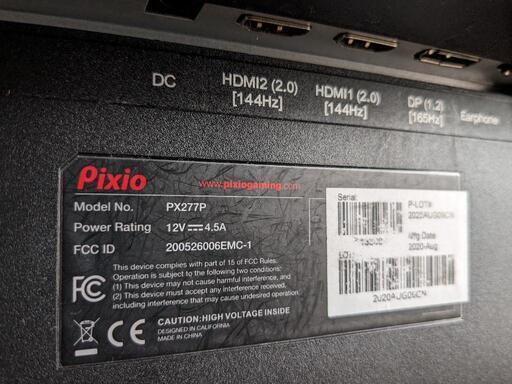 DC
HDMI2 (2.0)
[144Hz]
HDMI1 (2.0)
[144Hz]
DP (1.2)
[165Hz]
Earphone
Pixio
www.pixiogaming.com
Model No. PX277P
Power Rating 12V⎓4.5A
FCC ID 200526006EMC-1
This device complies with part of 15 of FCC Rules.
Operation is subject to the following two conditions:
(1) This device may not cause harmful interference, and
(2) This device must accept any interference received,
including interference that may cause undesired operation.
FC
CE
CAUTION: HIGH VOLTAGE INSIDE
DESIGNED IN CALIFORNIA
MADE IN CHINA
Serial:
P-LOT#:
Mfg Date
2020-Aug
2020AUG06CN